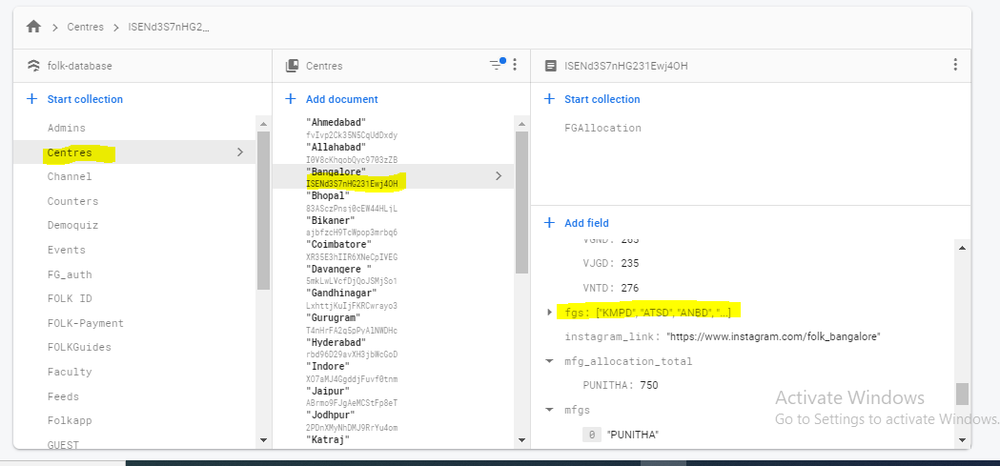 Centres
ISENd3S7nHG2…
folk-database
Start collection
Admins
Centres
Channel
Counters
Demoquiz
Events
FG_auth
FOLK ID
FOLK-Payment
FOLKGuides
Faculty
Feeds
Folkapp
GUEST
Centres
Add document
"Ahmedabad"
fvIvp2Ck35N5CqUdDxdy
"Allahabad"
I0V8cKhqobQyc9703zZB
"Bangalore"
ISENd3S7nHG231Ewj4OH
"Bhopal"
83ASczPnsj0cEW44HLjL
"Bikaner"
ajbfzcH9TcWpop3mrbq6
"Coimbatore"
XR35E3hIIR6XNeCpIVEG
"Davangere "
5mkLwLVcfDjQoJSMjSo1
"Gandhinagar"
LxhttjKuIjFKRCwrayo3
"Gurugram"
T4nHrFA2q5pPyA1NWDHc
"Hyderabad"
rbd96D29avXH3jbWcGoD
"Indore"
XO7aMJ4GgddjFuvf0tnm
"Jaipur"
ABrmo9FJgAeMCStFp8eT
"Jodhpur"
2PDnXMyNhDMJ9RrYu4om
"Katraj"
ISENd3S7nHG231Ewj4OH
Start collection
FGAllocation
Add field
VGND: 265
VJGD: 235
VNTD: 276
fgs: ["KMPD", "ATSD", "ANBD", "...]
instagram_link: "https://www.instagram.com/folk_bangalore"
mfg_allocation_total
PUNITHA: 750
mfgs
0 "PUNITHA"
Activate Windows
Go to Settings to activate Windows.